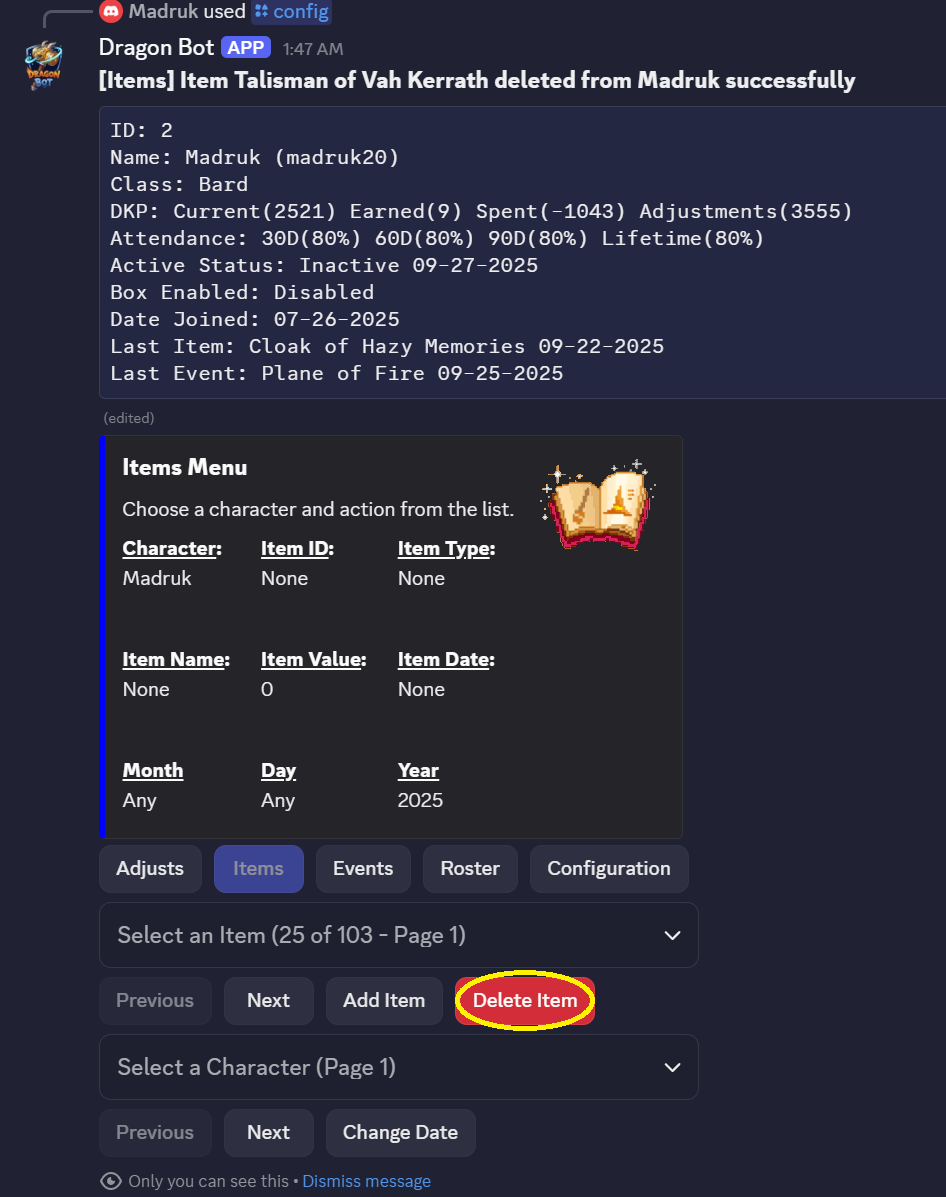 Madruk used config
Dragon Bot APP 1:47 AM
DRAGON
BOT
[Items] Item Talisman of Vah Kerrath deleted from Madruk successfully
ID: 2
Name: Madruk (madruk20)
Class: Bard
DKP: Current(2521) Earned(9) Spent(-1043) Adjustments(3555)
Attendance: 30D(80%) 60D(80%) 90D(80%) Lifetime(80%)
Active Status: Inactive 09-27-2025
Box Enabled: Disabled
Date Joined: 07-26-2025
Last Item: Cloak of Hazy Memories 09-22-2025
Last Event: Plane of Fire 09-25-2025
(edited)
Items Menu
Choose a character and action from the list.
Character: Item ID: Item Type:
Madruk None None
Item Name: Item Value: Item Date:
None 0 None
Month Day Year
Any Any 2025
Adjusts Items Events Roster Configuration
Select an Item (25 of 103 - Page 1)
Previous Next Add Item Delete Item
Select a Character (Page 1)
Previous Next Change Date
Only you can see this • Dismiss message